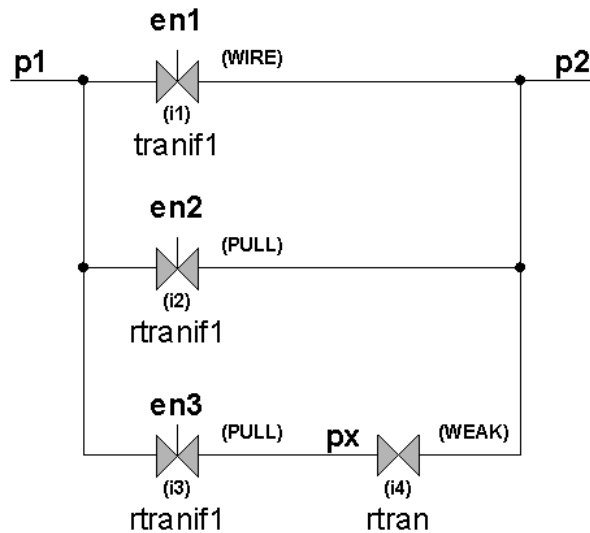 en1
p1 (WIRE) p2
(i1)
tranif1
en2
(PULL)
(i2)
rtranif1
en3
(PULL) px (WEAK)
(i3) (i4)
rtranif1 rtran